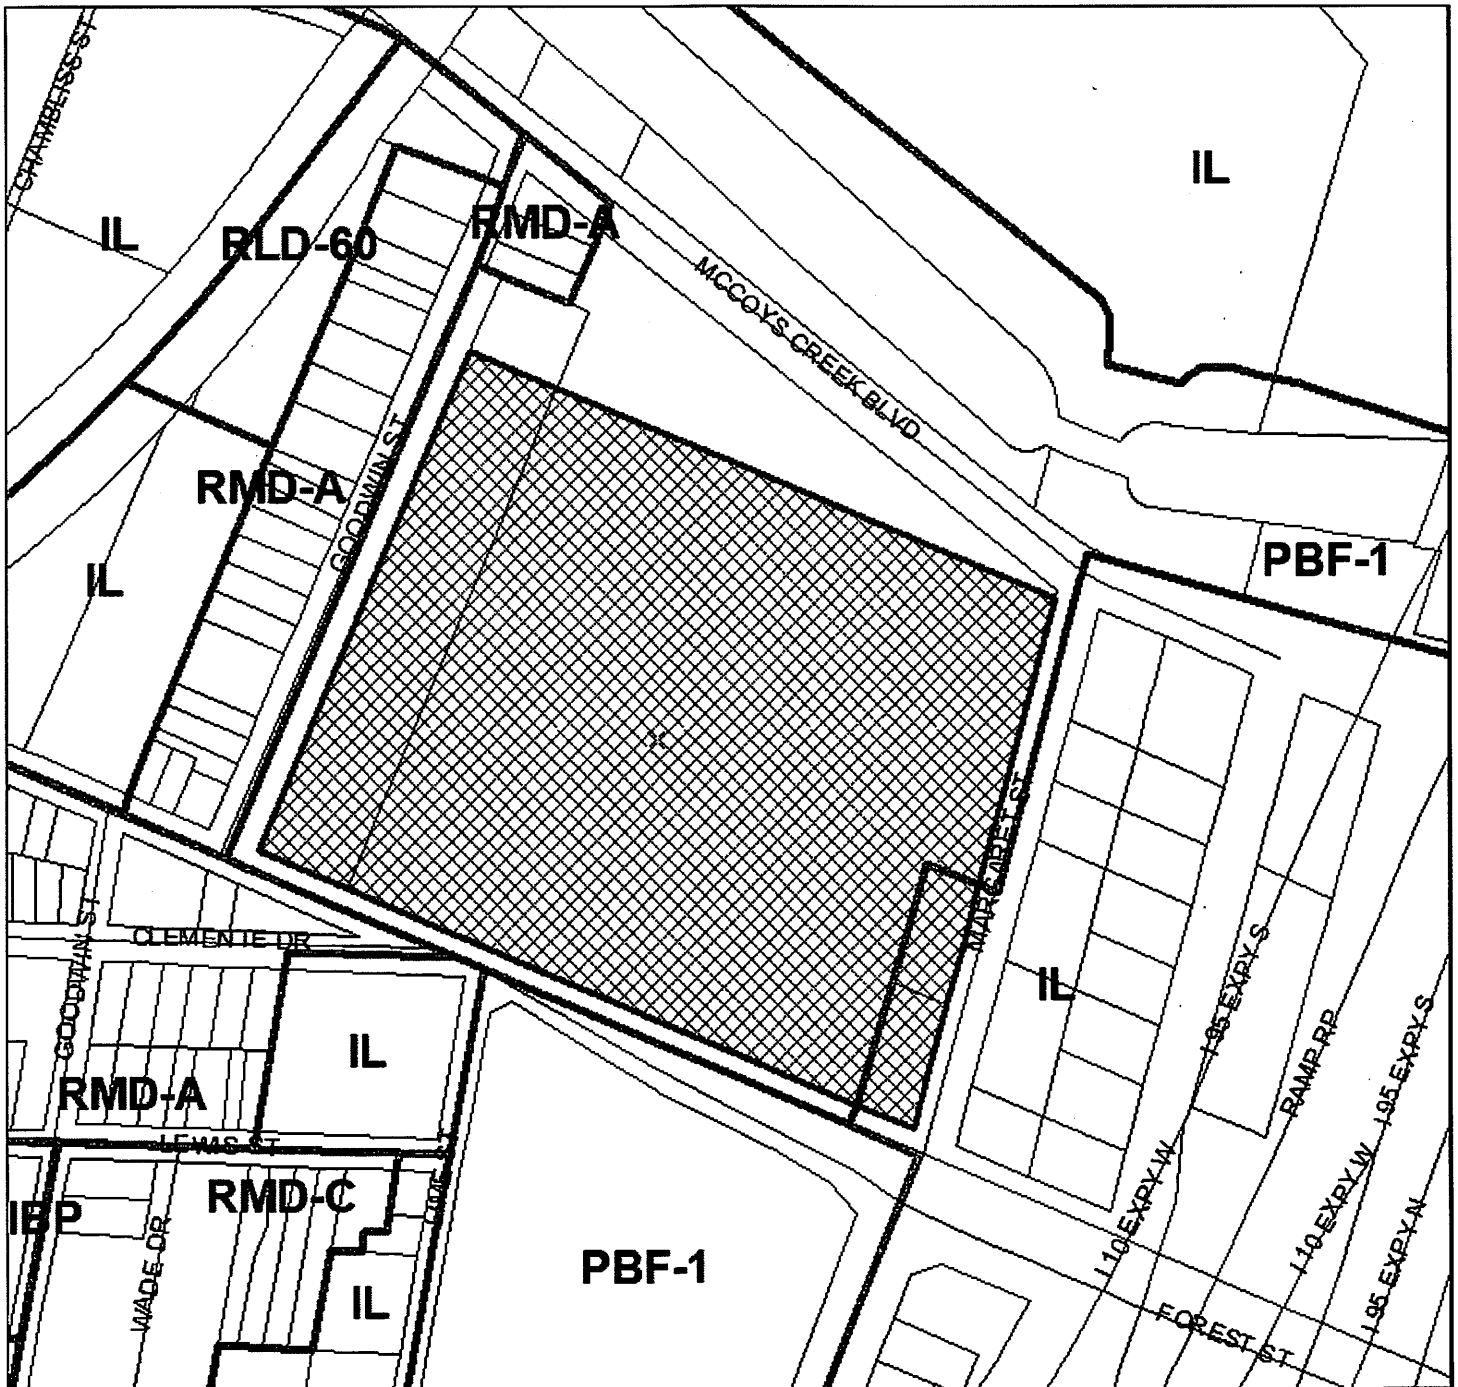 CHAMBLISS ST
IL
IL
RLD-60
RMD-A
MCCOYS CREEK BLVD
GOODWIN ST
RMD-A
IL
PBF-1
MARGARET ST
GOODWIN ST
CLEMENTE DR
IL
IL
I 95 EXPY S
RAMP RP
I 95 EXPY S
RMD-A
LEWIS ST
RMD-C
IBP
WADE DR
PBF-1
IL
I 10 EXPY W
I 10 EXPY W
I 95 EXPY N
FOREST ST